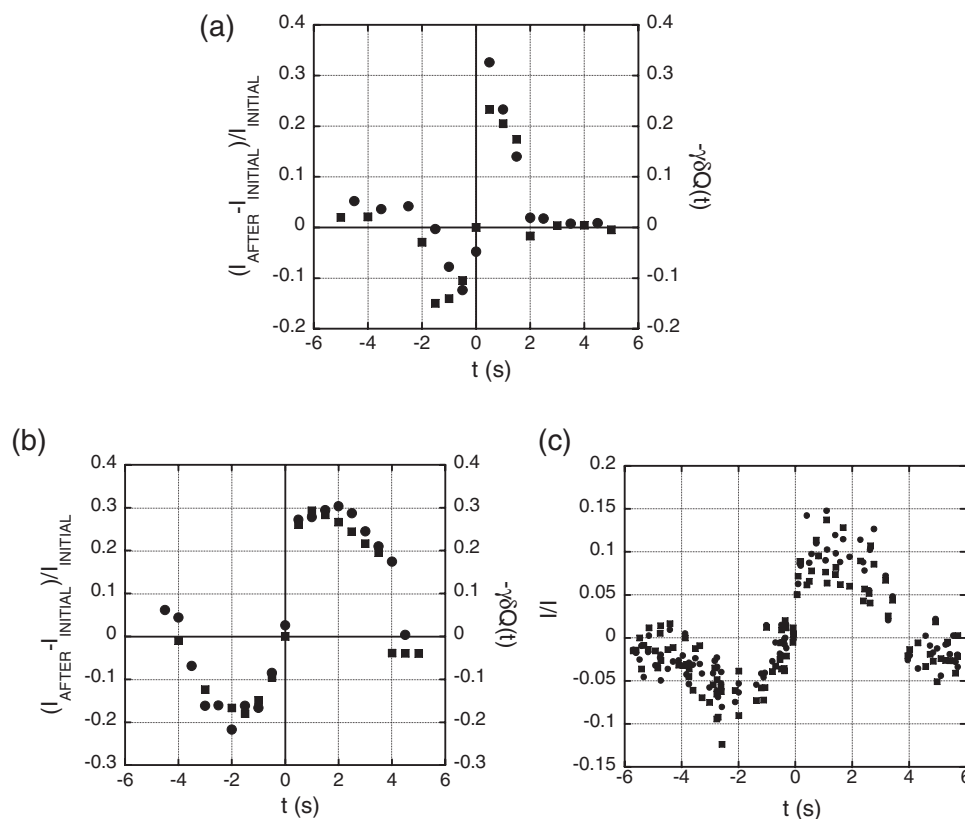 (a)
0.4
0.3
0.2
0.1
0
-0.1
-0.2
(I_AFTER - I_INITIAL)/I_INITIAL
0.4
0.3
0.2
0.1
0
-0.1
-0.2
-γδQ(t)
-6 -4 -2 0 2 4 6
t (s)
(b)
0.4
0.3
0.2
0.1
0
-0.1
-0.2
-0.3
(I_AFTER - I_INITIAL)/I_INITIAL
0.4
0.3
0.2
0.1
0
-0.1
-0.2
-0.3
-γδQ(t)
-6 -4 -2 0 2 4 6
t (s)
(c)
0.2
0.15
0.1
0.05
0
-0.05
-0.1
-0.15
I/I
-6 -4 -2 0 2 4 6
t (s)